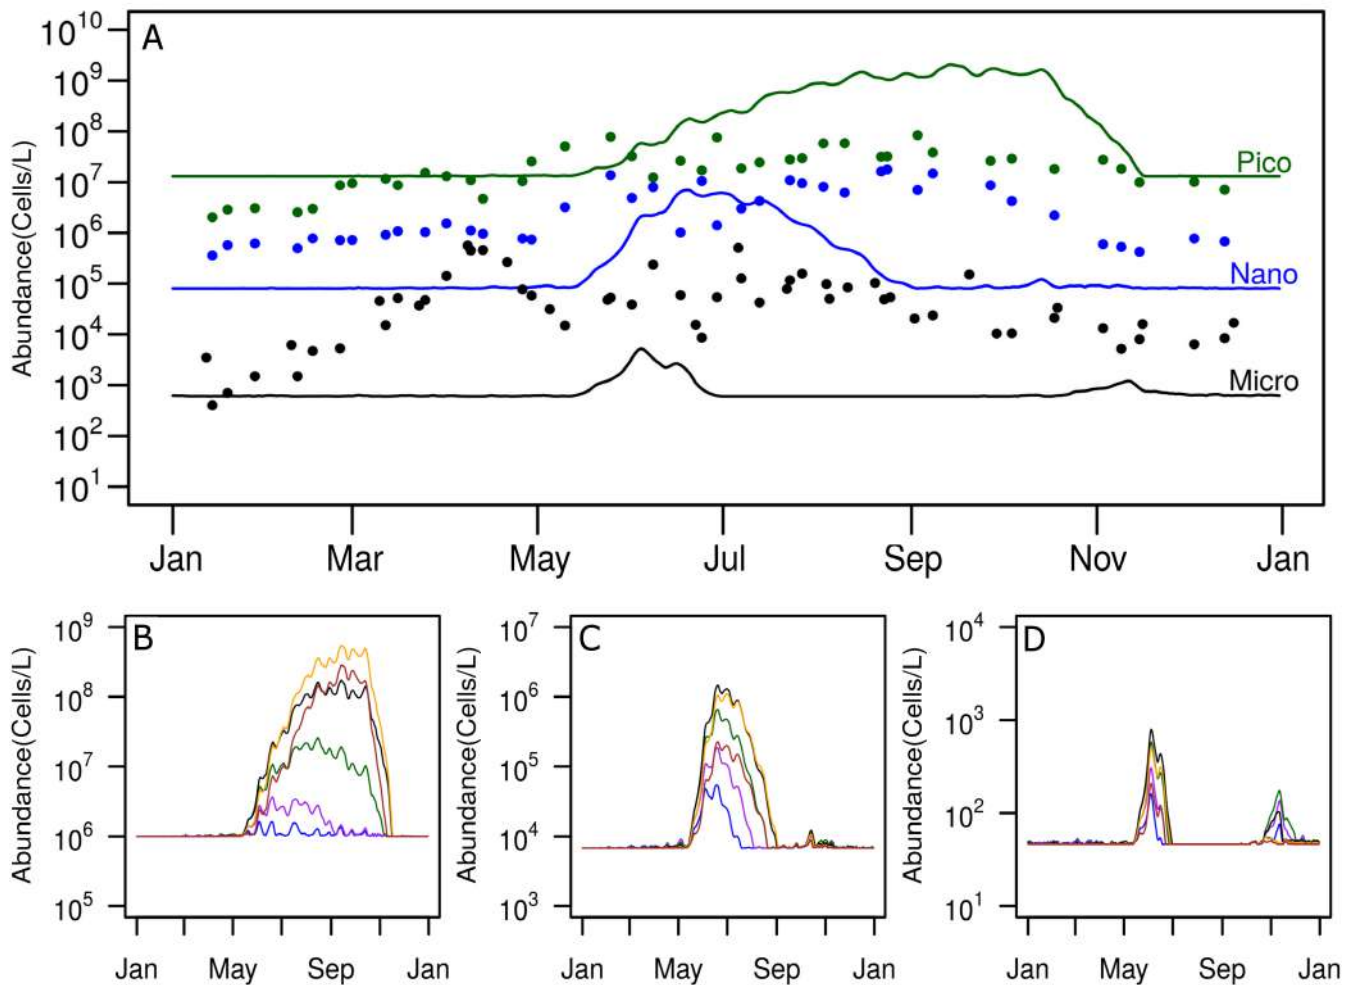 A
Abundance(Cells/L)
10^10
10^9
10^8
10^7
10^6
10^5
10^4
10^3
10^2
10^1
Pico
Nano
Micro
Jan Mar May Jul Sep Nov Jan
B
Abundance(Cells/L)
10^9
10^8
10^7
10^6
10^5
Jan May Sep Jan
C
Abundance(Cells/L)
10^7
10^6
10^5
10^4
10^3
Jan May Sep Jan
D
Abundance(Cells/L)
10^4
10^3
10^2
10^1
Jan May Sep Jan